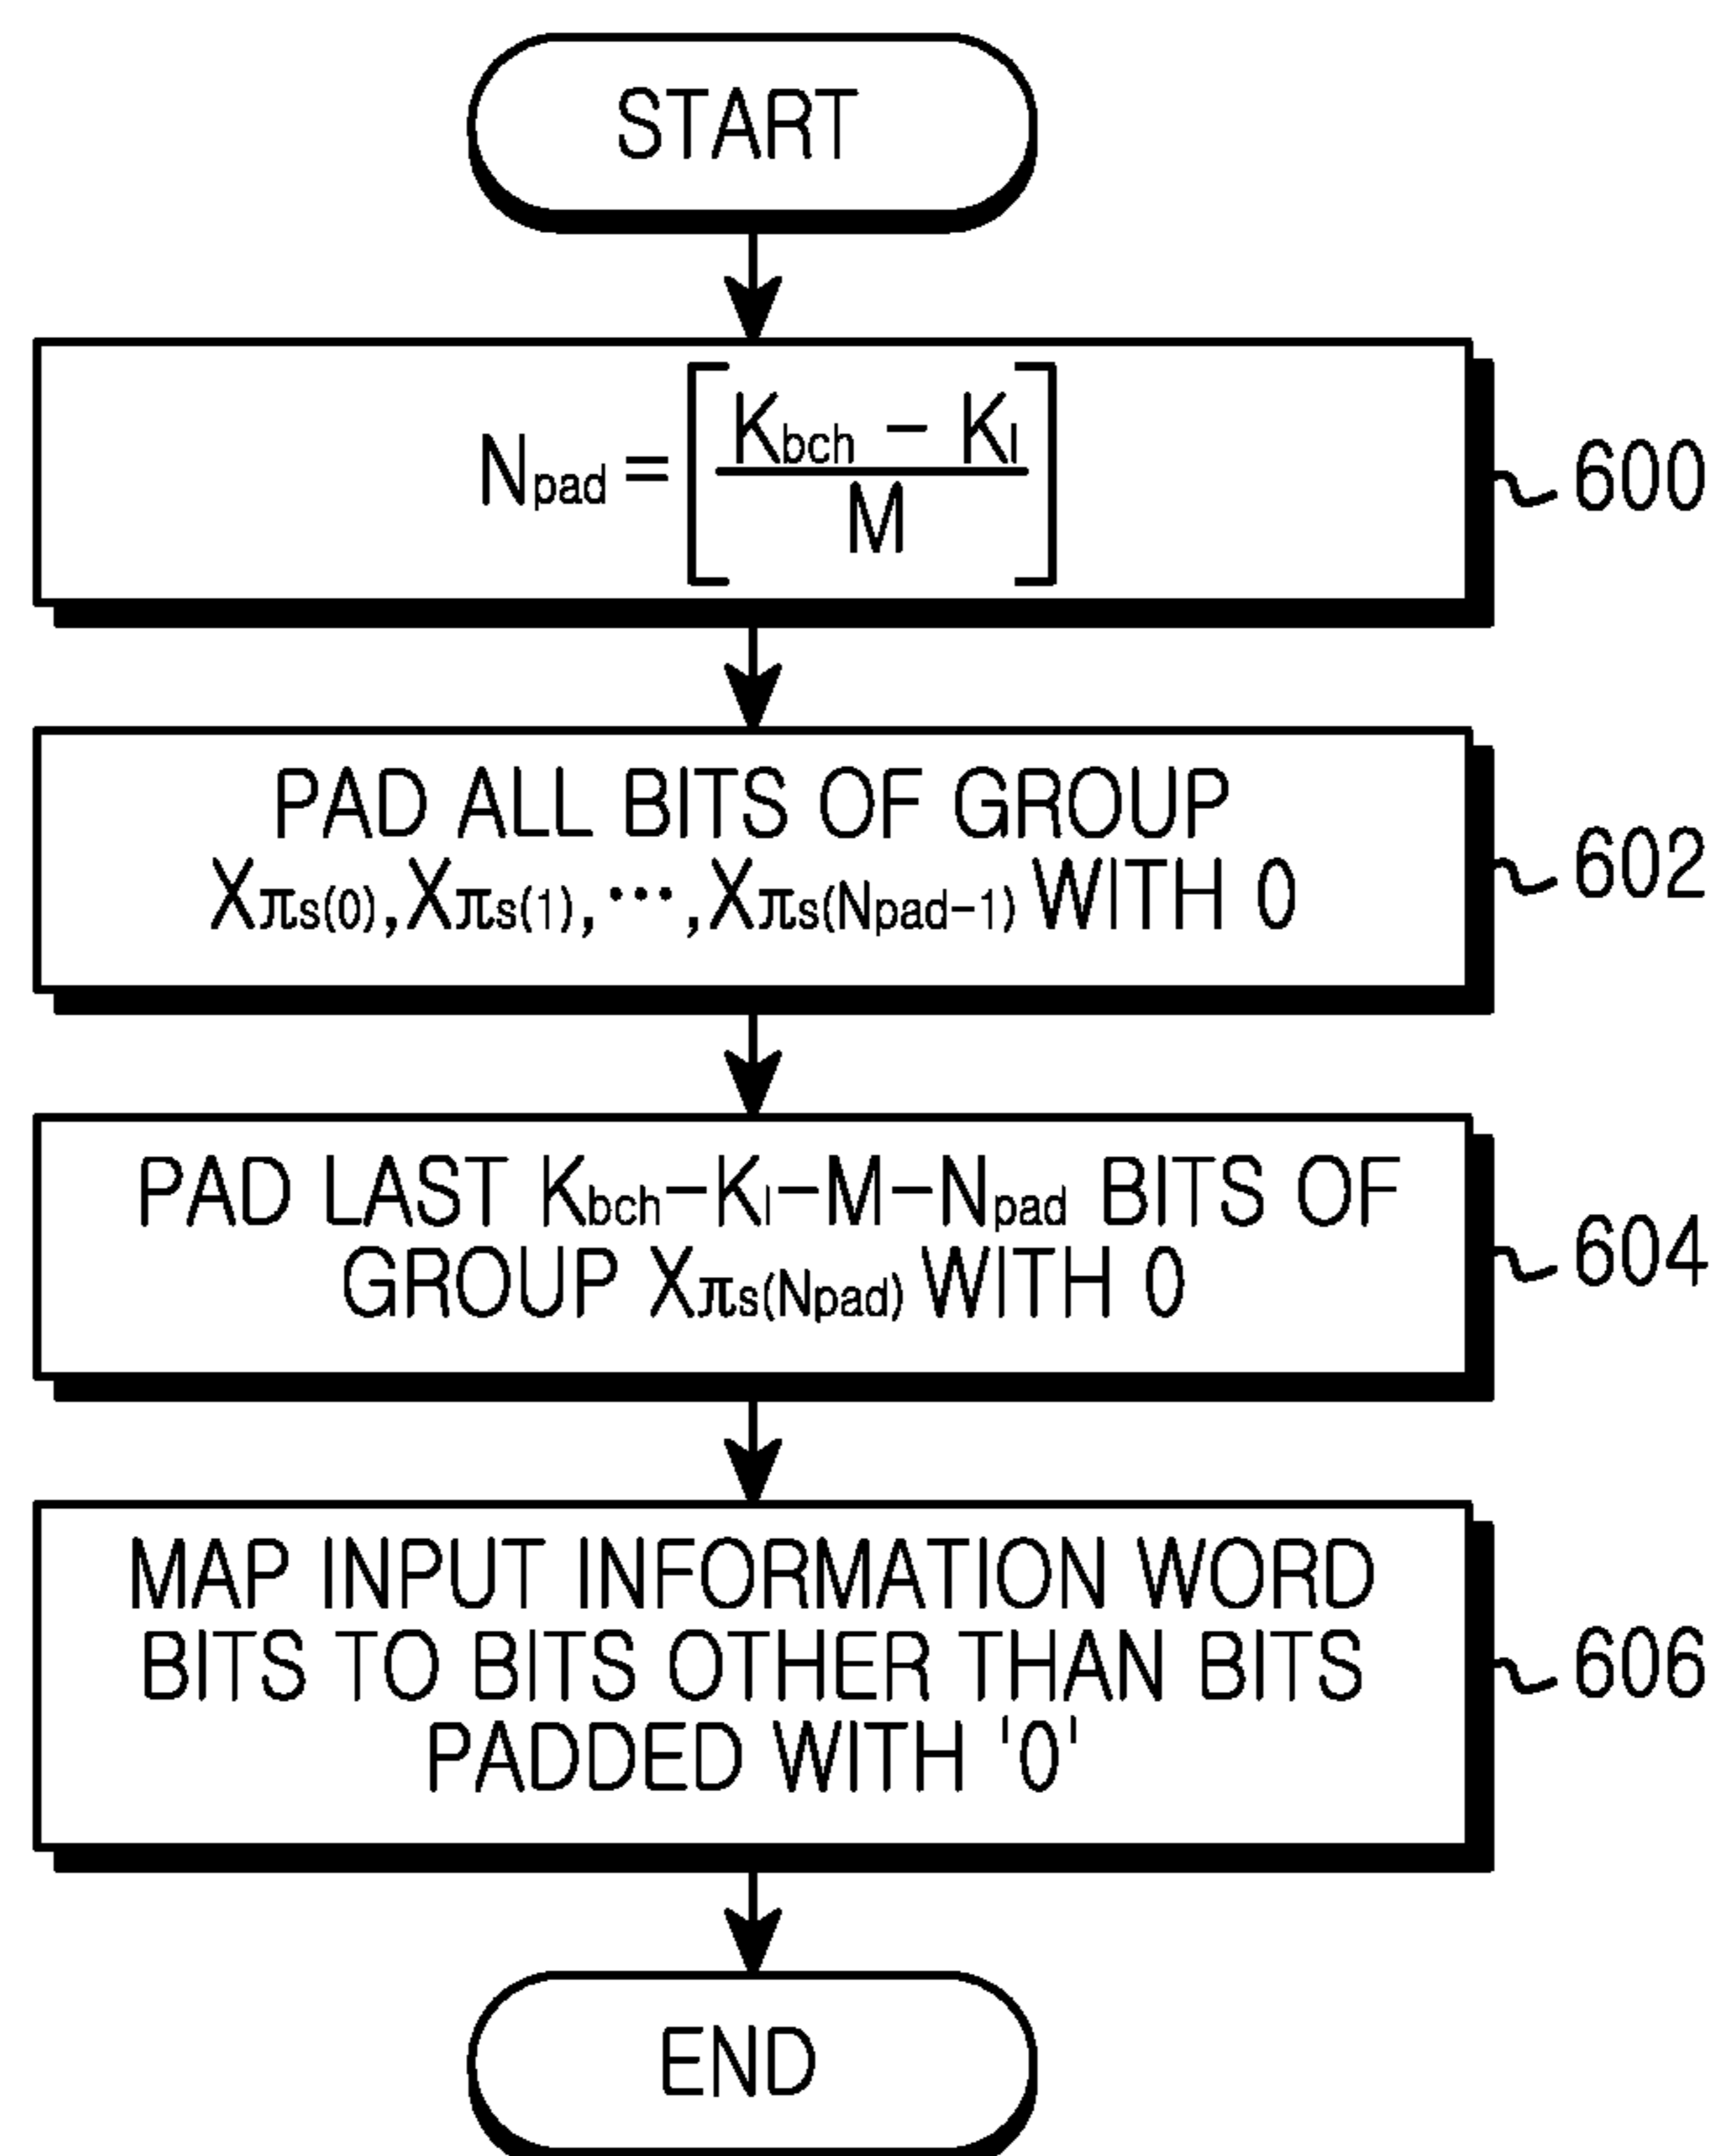 START
Npad = [ (Kbch – KI) / M ]
600
PAD ALL BITS OF GROUP
Xπs(0),Xπs(1),···,Xπs(Npad–1) WITH 0
602
PAD LAST Kbch–KI–M–Npad BITS OF
GROUP Xπs(Npad) WITH 0
604
MAP INPUT INFORMATION WORD
BITS TO BITS OTHER THAN BITS
PADDED WITH '0'
606
END